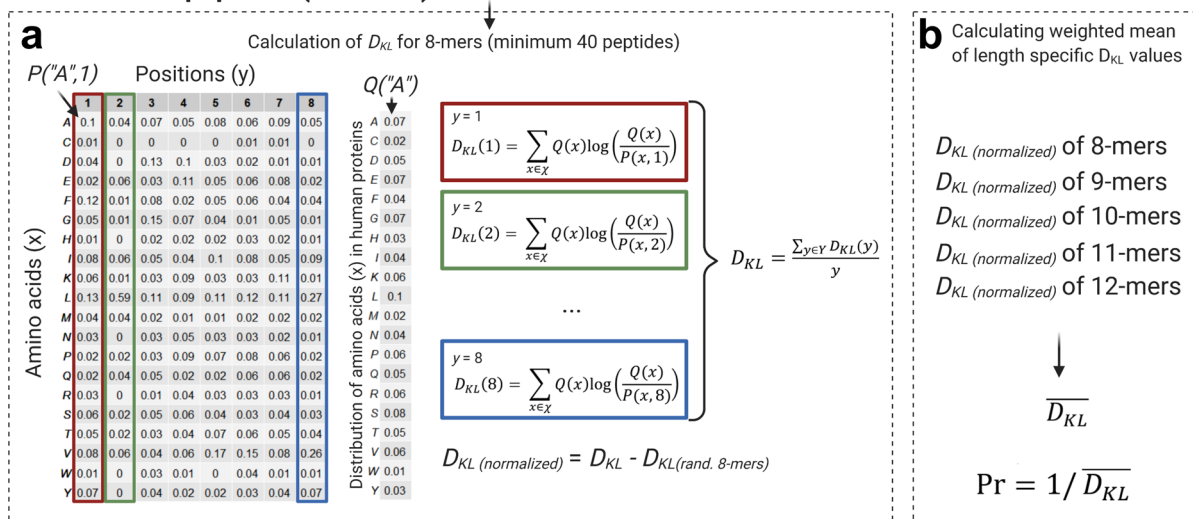 a
Calculation of D_KL for 8-mers (minimum 40 peptides)
P("A",1)
Positions (y)
Q("A")
Amino acids (x)
1 2 3 4 5 6 7 8
A 0.1 0.04 0.07 0.05 0.08 0.06 0.09 0.05
C 0.01 0 0 0 0 0.01 0.01 0
D 0.04 0 0.13 0.1 0.03 0.02 0.01 0.01
E 0.02 0.06 0.03 0.11 0.05 0.06 0.08 0.02
F 0.12 0.01 0.08 0.02 0.05 0.06 0.04 0.04
G 0.05 0.01 0.15 0.07 0.04 0.01 0.05 0.01
H 0.01 0 0.02 0.02 0.02 0.03 0.02 0.01
I 0.08 0.06 0.05 0.04 0.1 0.08 0.05 0.09
K 0.06 0.01 0.03 0.09 0.03 0.03 0.11 0.01
L 0.13 0.59 0.11 0.09 0.11 0.12 0.11 0.27
M 0.04 0.04 0.02 0.01 0.01 0.02 0.02 0.02
N 0.03 0 0.03 0.05 0.03 0.03 0.02 0.01
P 0.02 0.02 0.03 0.09 0.07 0.08 0.06 0.02
Q 0.02 0.04 0.05 0.02 0.02 0.06 0.06 0.02
R 0.03 0 0.01 0.04 0.03 0.03 0.03 0.01
S 0.06 0.02 0.05 0.06 0.04 0.03 0.04 0.03
T 0.05 0.02 0.03 0.04 0.07 0.06 0.05 0.04
V 0.08 0.06 0.04 0.06 0.17 0.15 0.08 0.26
W 0.01 0 0.03 0.01 0 0.04 0.01 0.01
Y 0.07 0 0.04 0.02 0.02 0.03 0.04 0.07
Distribution of amino acids (x) in human proteins
A 0.07
C 0.02
D 0.05
E 0.07
F 0.04
G 0.07
H 0.03
I 0.04
K 0.06
L 0.1
M 0.02
N 0.04
P 0.06
Q 0.05
R 0.06
S 0.08
T 0.05
V 0.06
W 0.01
Y 0.03
y = 1
D_KL(1) = ∑_{x∈χ} Q(x)log(Q(x)/P(x, 1))
y = 2
D_KL(2) = ∑_{x∈χ} Q(x)log(Q(x)/P(x, 2))
...
y = 8
D_KL(8) = ∑_{x∈χ} Q(x)log(Q(x)/P(x, 8))
D_KL = ∑_{y∈Y} D_KL(y) / y
D_KL (normalized) = D_KL - D_KL(rand. 8-mers)
b
Calculating weighted mean
of length specific D_KL values
D_KL (normalized) of 8-mers
D_KL (normalized) of 9-mers
D_KL (normalized) of 10-mers
D_KL (normalized) of 11-mers
D_KL (normalized) of 12-mers
D̅_KL
Pr = 1/ D̅_KL